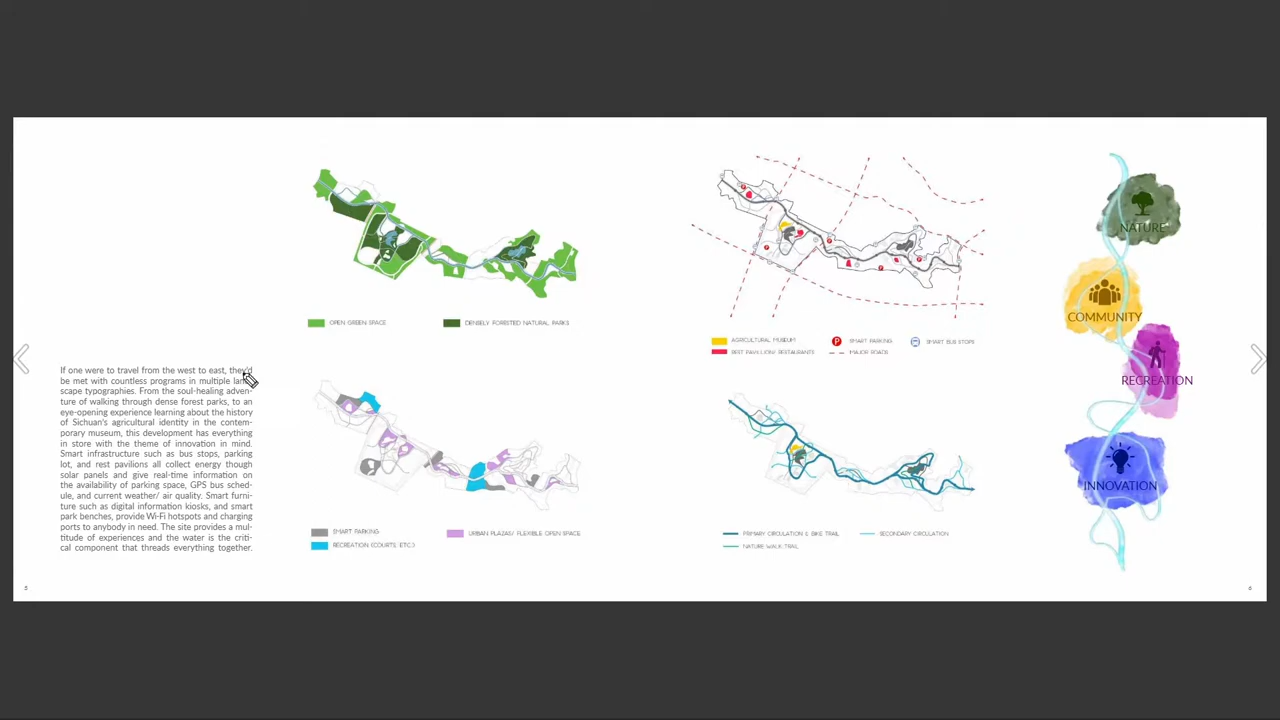 If one were to travel from the west to east, they'd
be met with countless programs in multiple land-
scape typographies. From the soul-healing adven-
ture of walking through dense forest parks, to an
eye-opening experience learning about the history
of Sichuan's agricultural identity in the contem-
porary museum, this development has everything
in store with the theme of innovation in mind.
Smart infrastructure such as bus stops, parking
lot, and rest pavilions all collect energy though
solar panels and give real-time information on
the availability of parking space, GPS bus sched-
ule, and current weather/ air quality. Smart furni-
ture such as digital information kiosks, and smart
park benches, provide Wi-Fi hotspots and charging
ports to anybody in need. The site provides a mul-
titude of experiences and the water is the criti-
cal component that threads everything together.
5
OPEN GREEN SPACE
DENSELY FORESTED NATURAL PARKS
SMART PARKING
URBAN PLAZAS/ FLEXIBLE OPEN SPACE
RECREATION (COURTS ETC.)
AGRICULTURAL MUSEUM
P
SMART PARKING
SMART BUS STOPS
REST PAVILION/ RESTAURANTS
MAJOR ROADS
PRIMARY CIRCULATION & BIKE TRAIL
SECONDARY CIRCULATION
NATURE WALK TRAIL
NATURE
COMMUNITY
RECREATION
INNOVATION
6